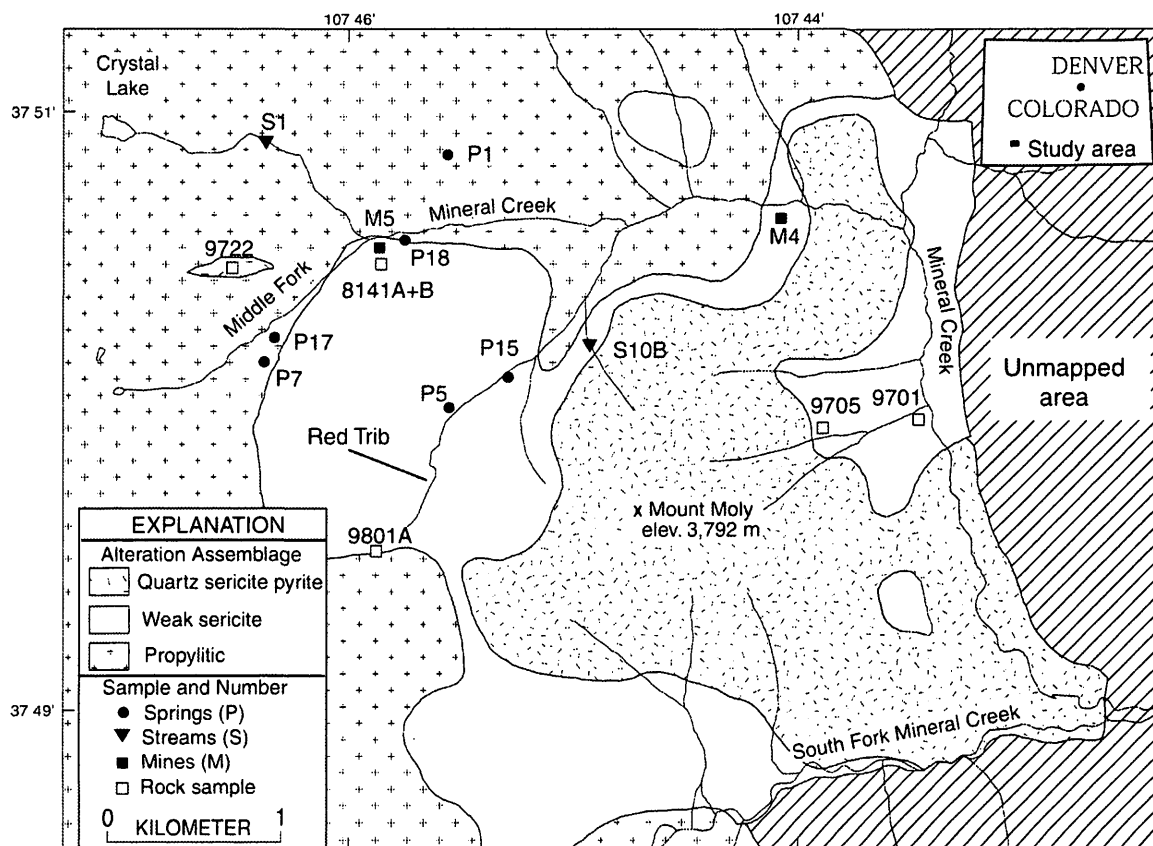 107 46
107 44
Crystal
Lake
37 51'
S1
P1
DENVER
COLORADO
Study area
M5
Mineral Creek
M4
P18
9722
8141A+B
Middle Fork
Mineral Creek
P17
P7
P15
S10B
Unmapped
area
P5
9705
9701
Red Trib
x Mount Moly
elev. 3,792 m
9801A
EXPLANATION
Alteration Assemblage
Quartz sericite pyrite
Weak sericite
Propylitic
Sample and Number
Springs (P)
Streams (S)
Mines (M)
Rock sample
0 1
KILOMETER
37 49'
South Fork Mineral Creek